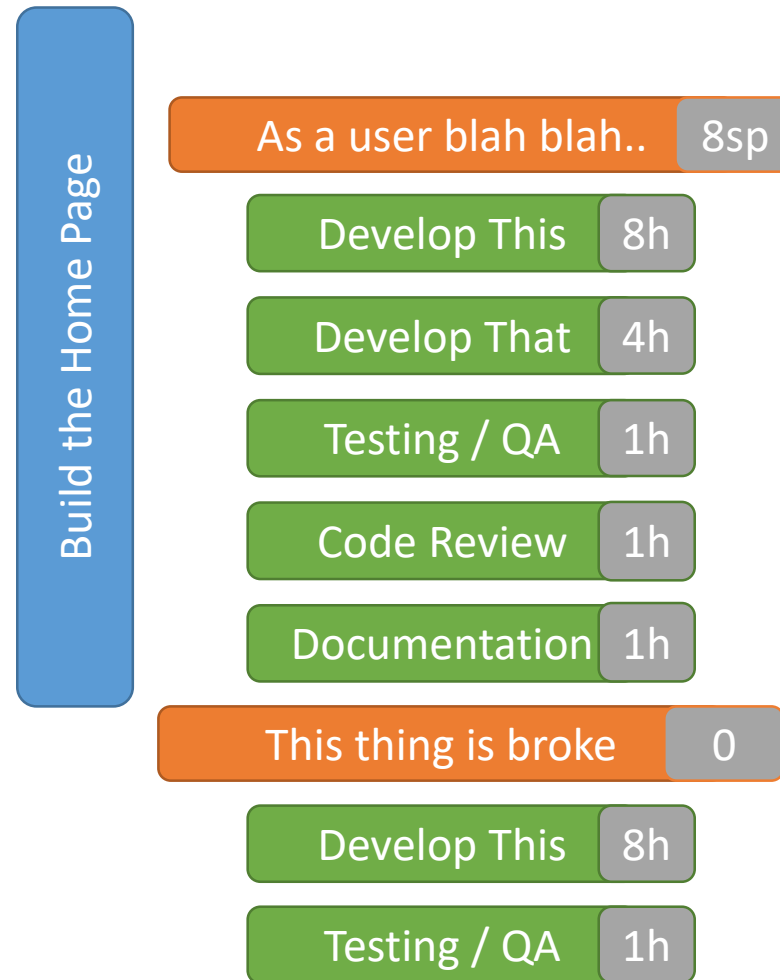 Build the Home Page
As a user blah blah.. 8sp
Develop This 8h
Develop That 4h
Testing / QA 1h
Code Review 1h
Documentation 1h
This thing is broke 0
Develop This 8h
Testing / QA 1h